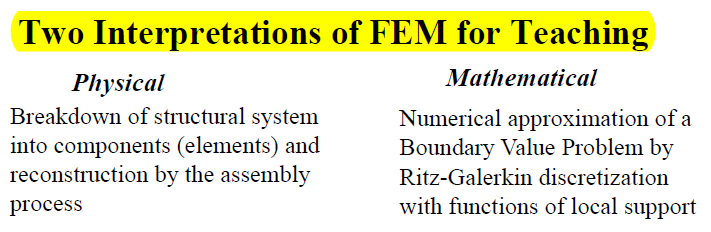 Two Interpretations of FEM for Teaching
Physical
Breakdown of structural system
into components (elements) and
reconstruction by the assembly
process
Mathematical
Numerical approximation of a
Boundary Value Problem by
Ritz-Galerkin discretization
with functions of local support